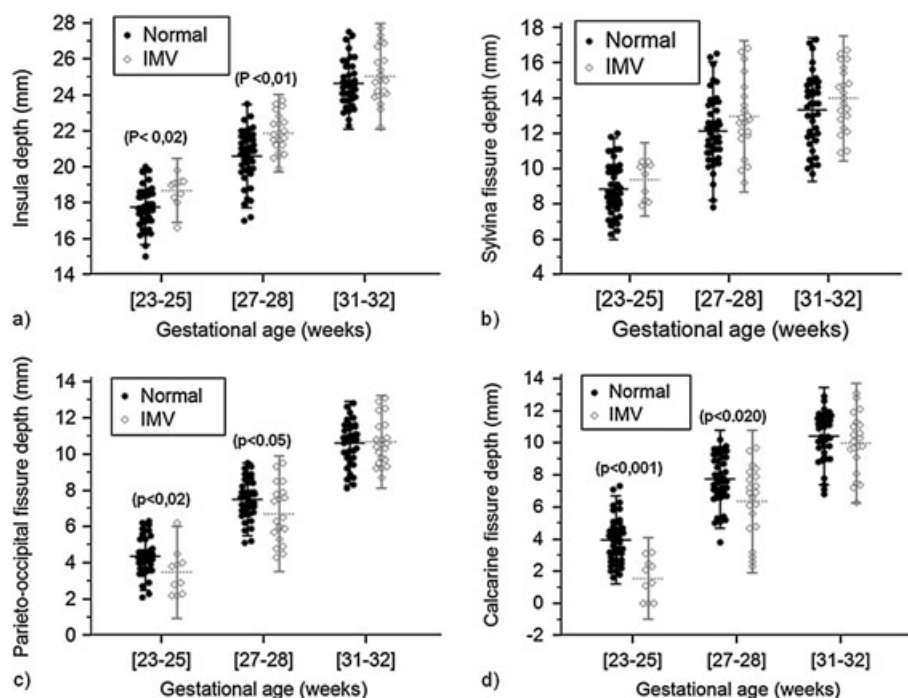 28
26
24
22
20
18
16
14
Insula depth (mm)
Normal
IMV
(P< 0,02)
(P <0,01)
[23-25] [27-28] [31-32]
a) Gestational age (weeks)
18
16
14
12
10
8
6
4
Sylvina fissure depth (mm)
Normal
IMV
[23-25] [27-28] [31-32]
b) Gestational age (weeks)
14
12
10
8
6
4
2
0
Parieto-occipital fissure depth (mm)
Normal
IMV
(p<0,02)
(p<0.05)
[23-25] [27-28] [31-32]
c) Gestational age (weeks)
14
12
10
8
6
4
2
0
-2
Calcarine fissure depth (mm)
Normal
IMV
(p<0,001)
(p<0.020)
[23-25] [27-28] [31-32]
d) Gestational age (weeks)